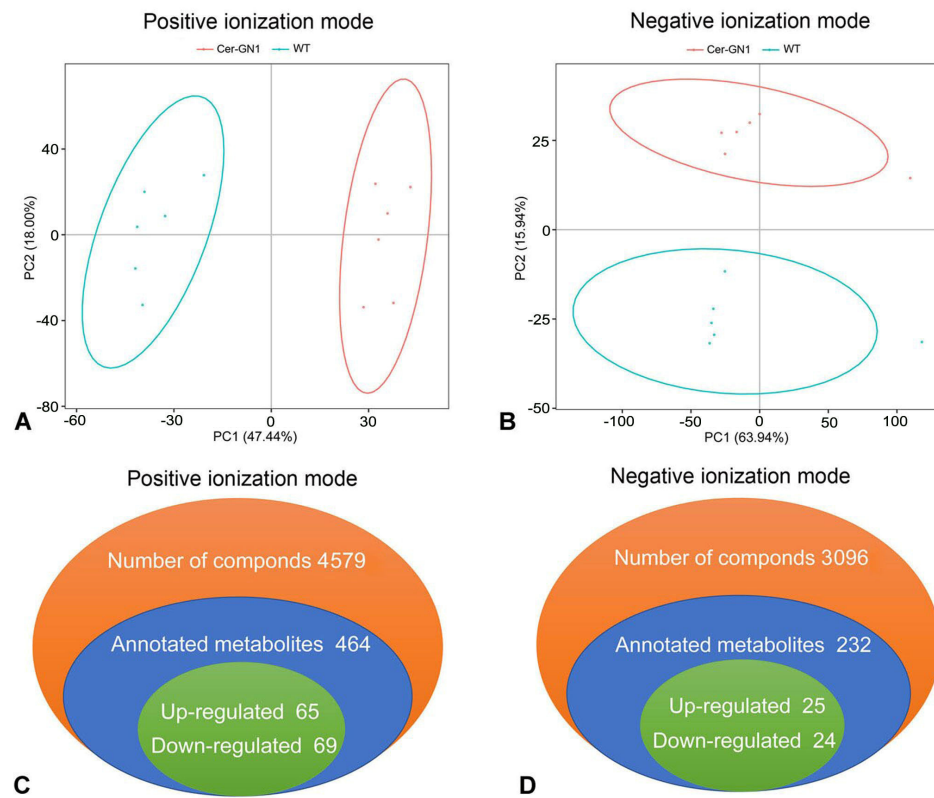 Positive ionization mode
Cer-GN1 WT
40
0
-40
-80
-60 -30 0 30
PC2 (18.00%)
PC1 (47.44%)
A
Negative ionization mode
Cer-GN1 WT
25
0
-25
-50
-100 -50 0 50 100
PC2 (15.94%)
PC1 (63.94%)
B
Positive ionization mode
Number of componds 4579
Annotated metabolites 464
Up-regulated 65
Down-regulated 69
C
Negative ionization mode
Number of componds 3096
Annotated metabolites 232
Up-regulated 25
Down-regulated 24
D